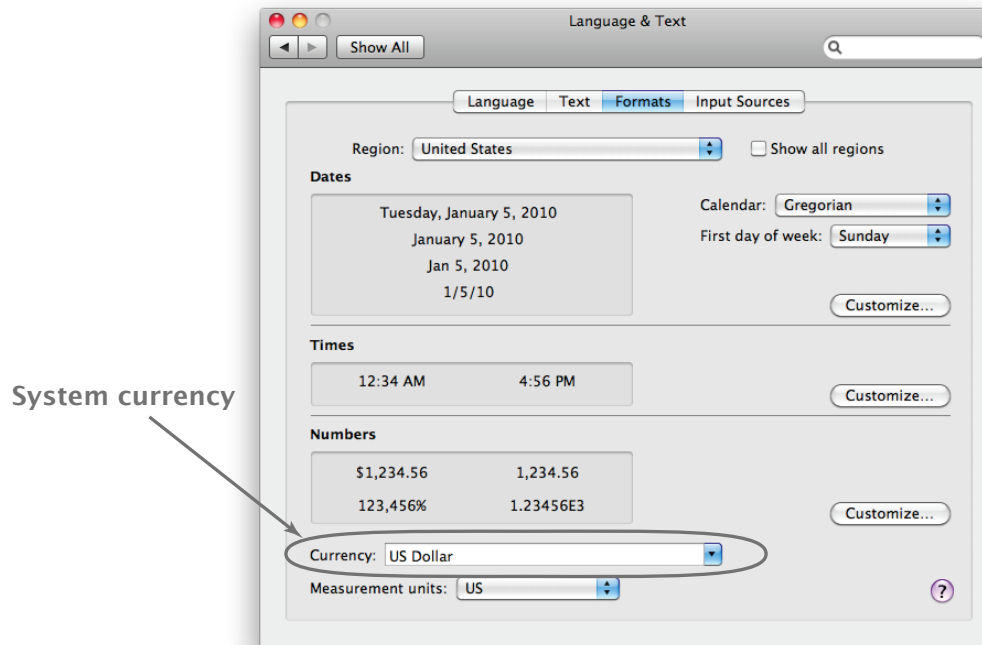 Language & Text
Show All
Language Text Formats Input Sources
Region: United States Show all regions
Dates
Tuesday, January 5, 2010
January 5, 2010
Jan 5, 2010
1/5/10
Calendar: Gregorian
First day of week: Sunday
Customize...
Times
12:34 AM 4:56 PM
Customize...
System currency
Numbers
$1,234.56 1,234.56
123,456% 1.23456E3
Customize...
Currency: US Dollar
Measurement units: US
?